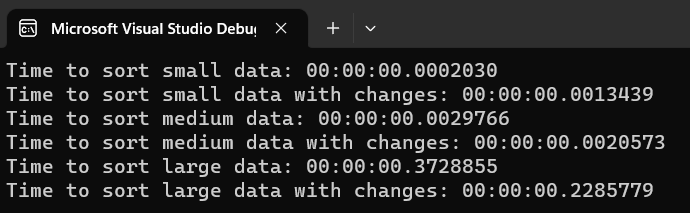 Microsoft Visual Studio Debug
Time to sort small data: 00:00:00.0002030
Time to sort small data with changes: 00:00:00.0013439
Time to sort medium data: 00:00:00.0029766
Time to sort medium data with changes: 00:00:00.0020573
Time to sort large data: 00:00:00.3728855
Time to sort large data with changes: 00:00:00.2285779